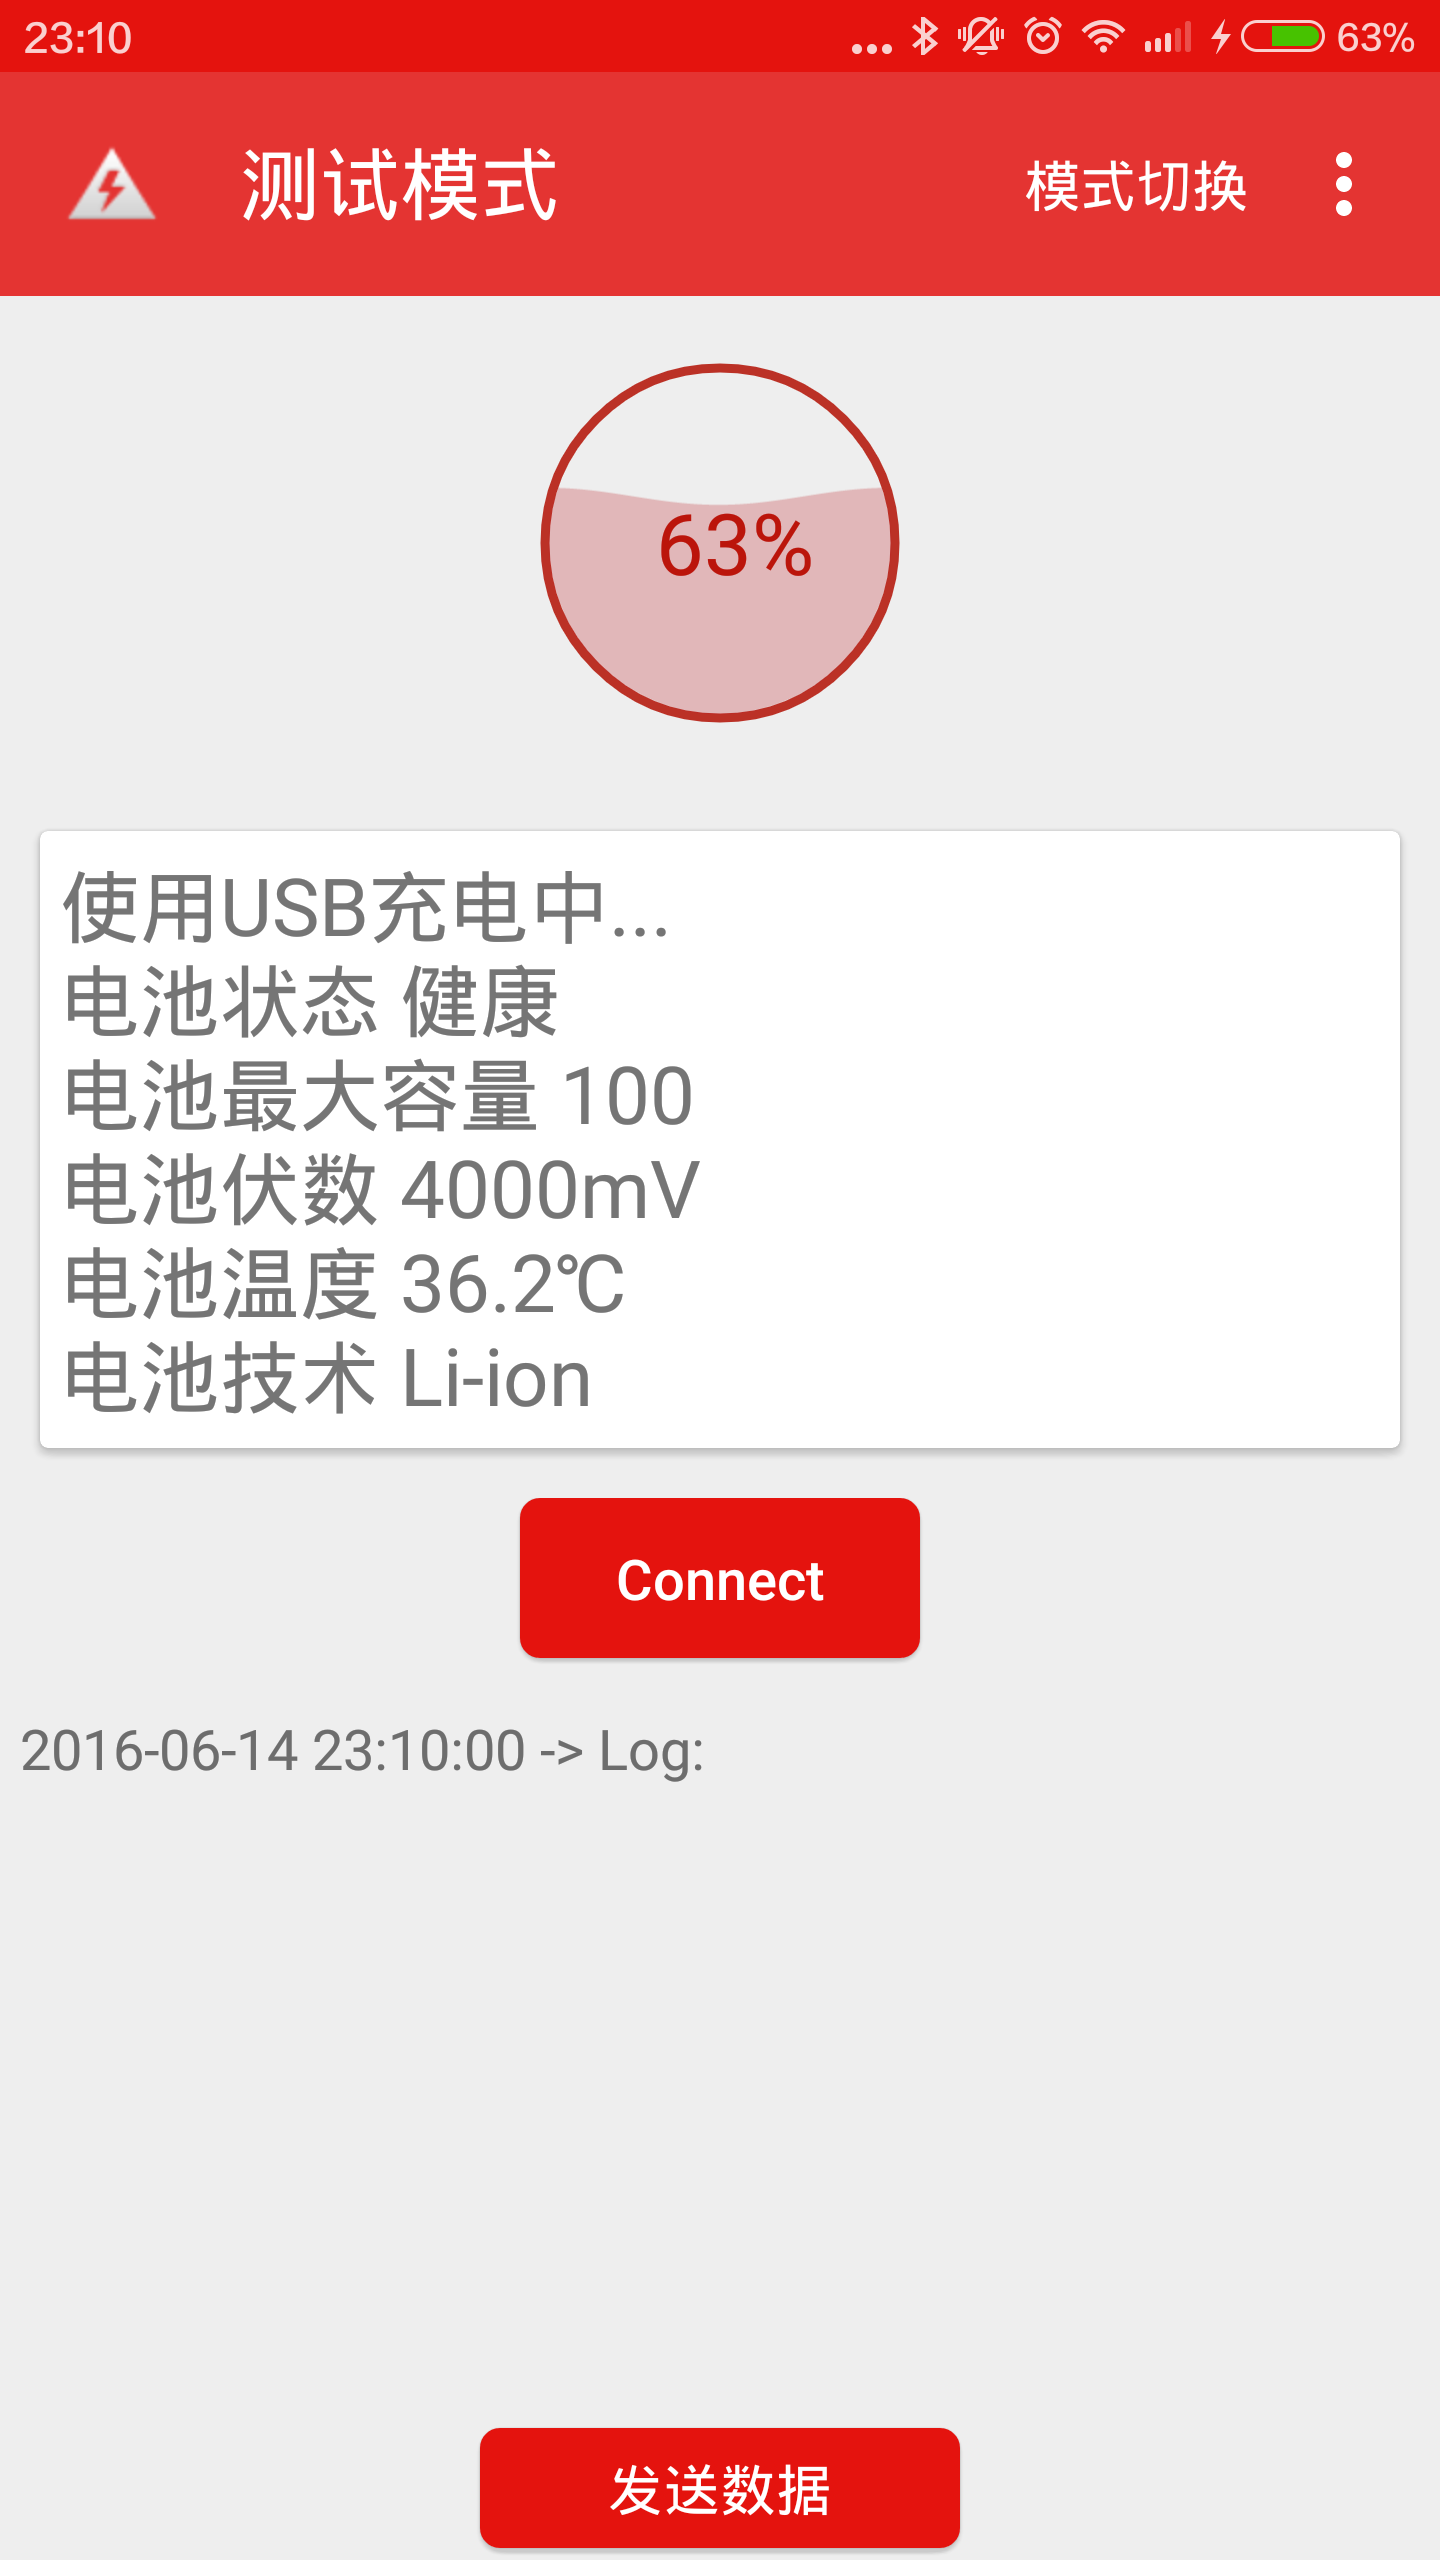 23:10 63%
测试模式 模式切换
63%
使用USB充电中...
电池状态 健康
电池最大容量 100
电池伏数 4000mV
电池温度 36.2℃
电池技术 Li-ion
Connect
2016-06-14 23:10:00 -> Log:
发送数据